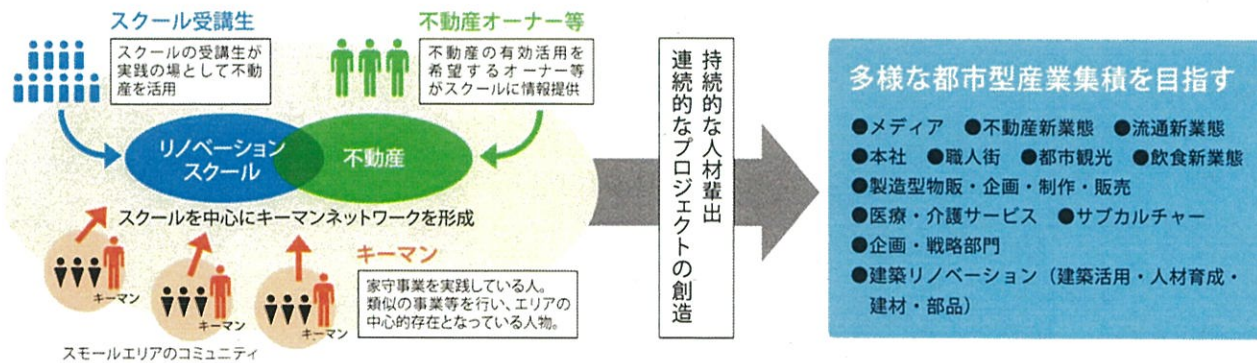 スクール受講生
スクールの受講生が
実践の場として不動
産を活用
不動産オーナー等
不動産の有効活用を
希望するオーナー等
がスクールに情報提供
リノベーション
スクール
不動産
スクールを中心にキーマンネットワークを形成
キーマン
家守事業を実践している人。
類似の事業等を行い、エリアの
中心的存在となっている人物。
キーマン
キーマン
キーマン
スモールエリアのコミュニティ
持続的な人材輩出
連続的なプロジェクトの創造
多様な都市型産業集積を目指す
●メディア ●不動産新業態 ●流通新業態
●本社 ●職人街 ●都市観光 ●飲食新業態
●製造型物販・企画・制作・販売
●医療・介護サービス ●サブカルチャー
●企画・戦略部門
●建築リノベーション（建築活用・人材育成・
建材・部品）